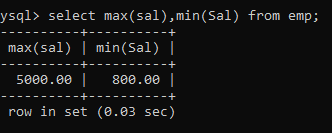 ysql> select max(sal),min(Sal) from emp;
----------+----------+
max(sal) | min(Sal) |
----------+----------+
5000.00 | 800.00 |
----------+----------+
row in set (0.03 sec)